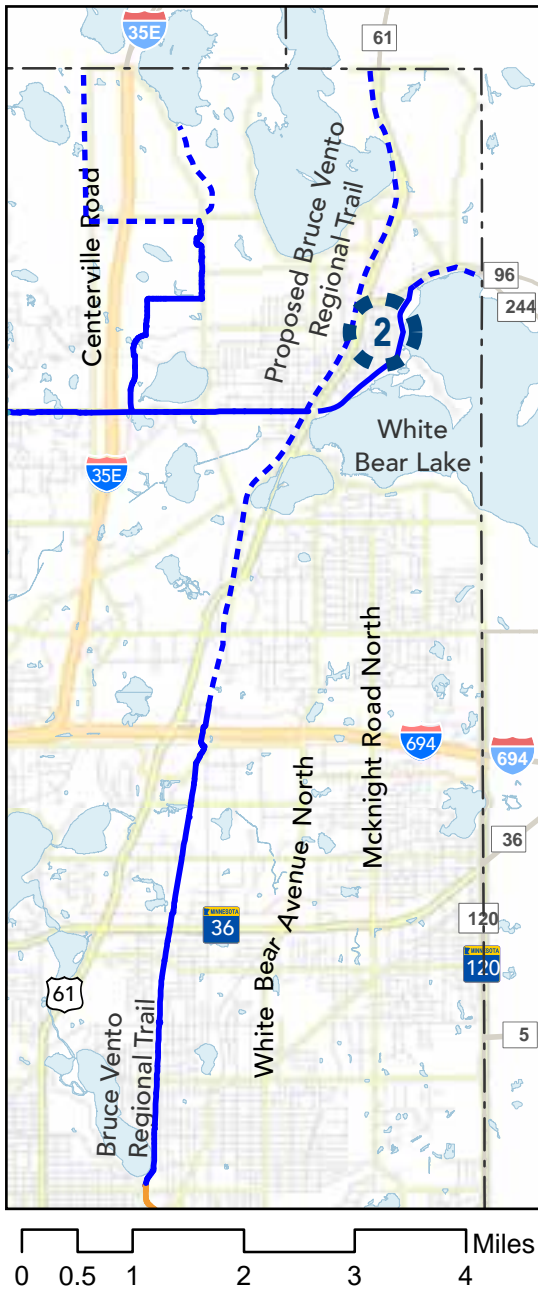 35E
61
Centerville Road
Proposed Bruce Vento
Regional Trail
96
244
2
White
Bear Lake
35E
Mcknight Road North
694
694
White Bear Avenue North
36
MINNESOTA
36
120
MINNESOTA
120
61
5
Bruce Vento
Regional Trail
Miles
0 0.5 1 2 3 4